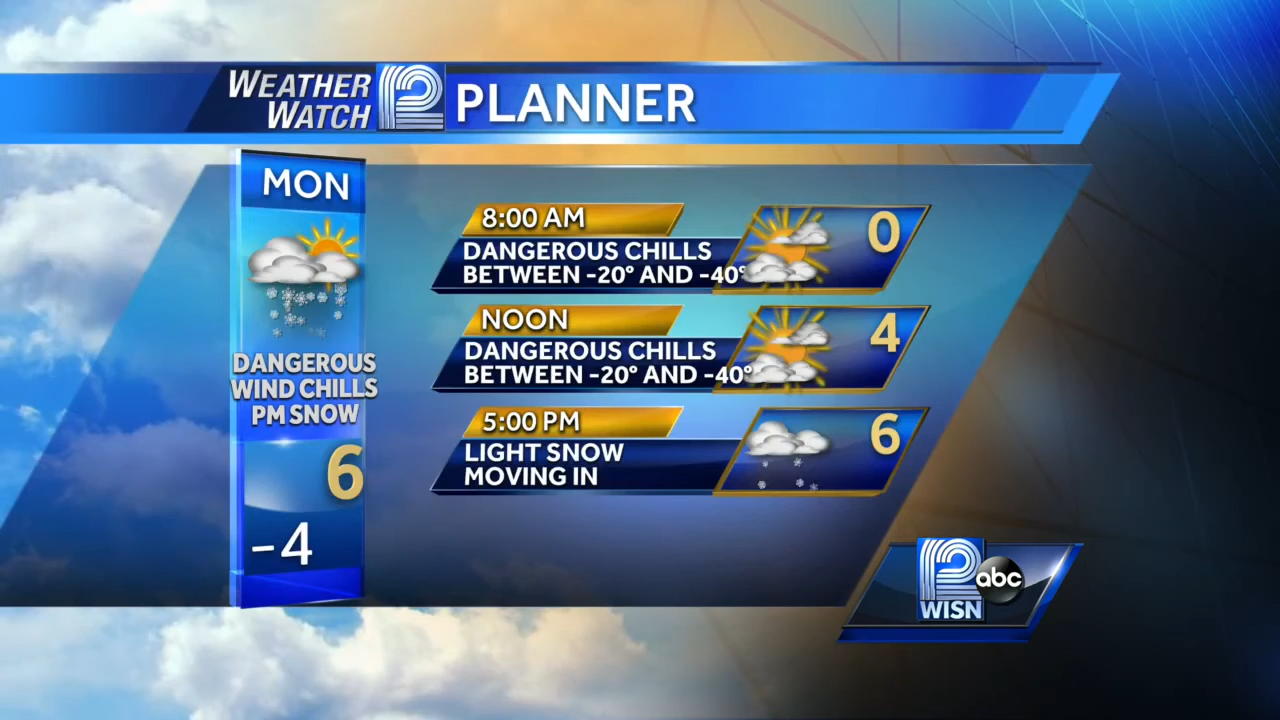 WEATHER
WATCH 12 PLANNER
MON
DANGEROUS
WIND CHILLS
PM SNOW
6
-4
8:00 AM
DANGEROUS CHILLS
BETWEEN -20° AND -40°
0
NOON
DANGEROUS CHILLS
BETWEEN -20° AND -40°
4
5:00 PM
LIGHT SNOW
MOVING IN
6
12 abc
WISN